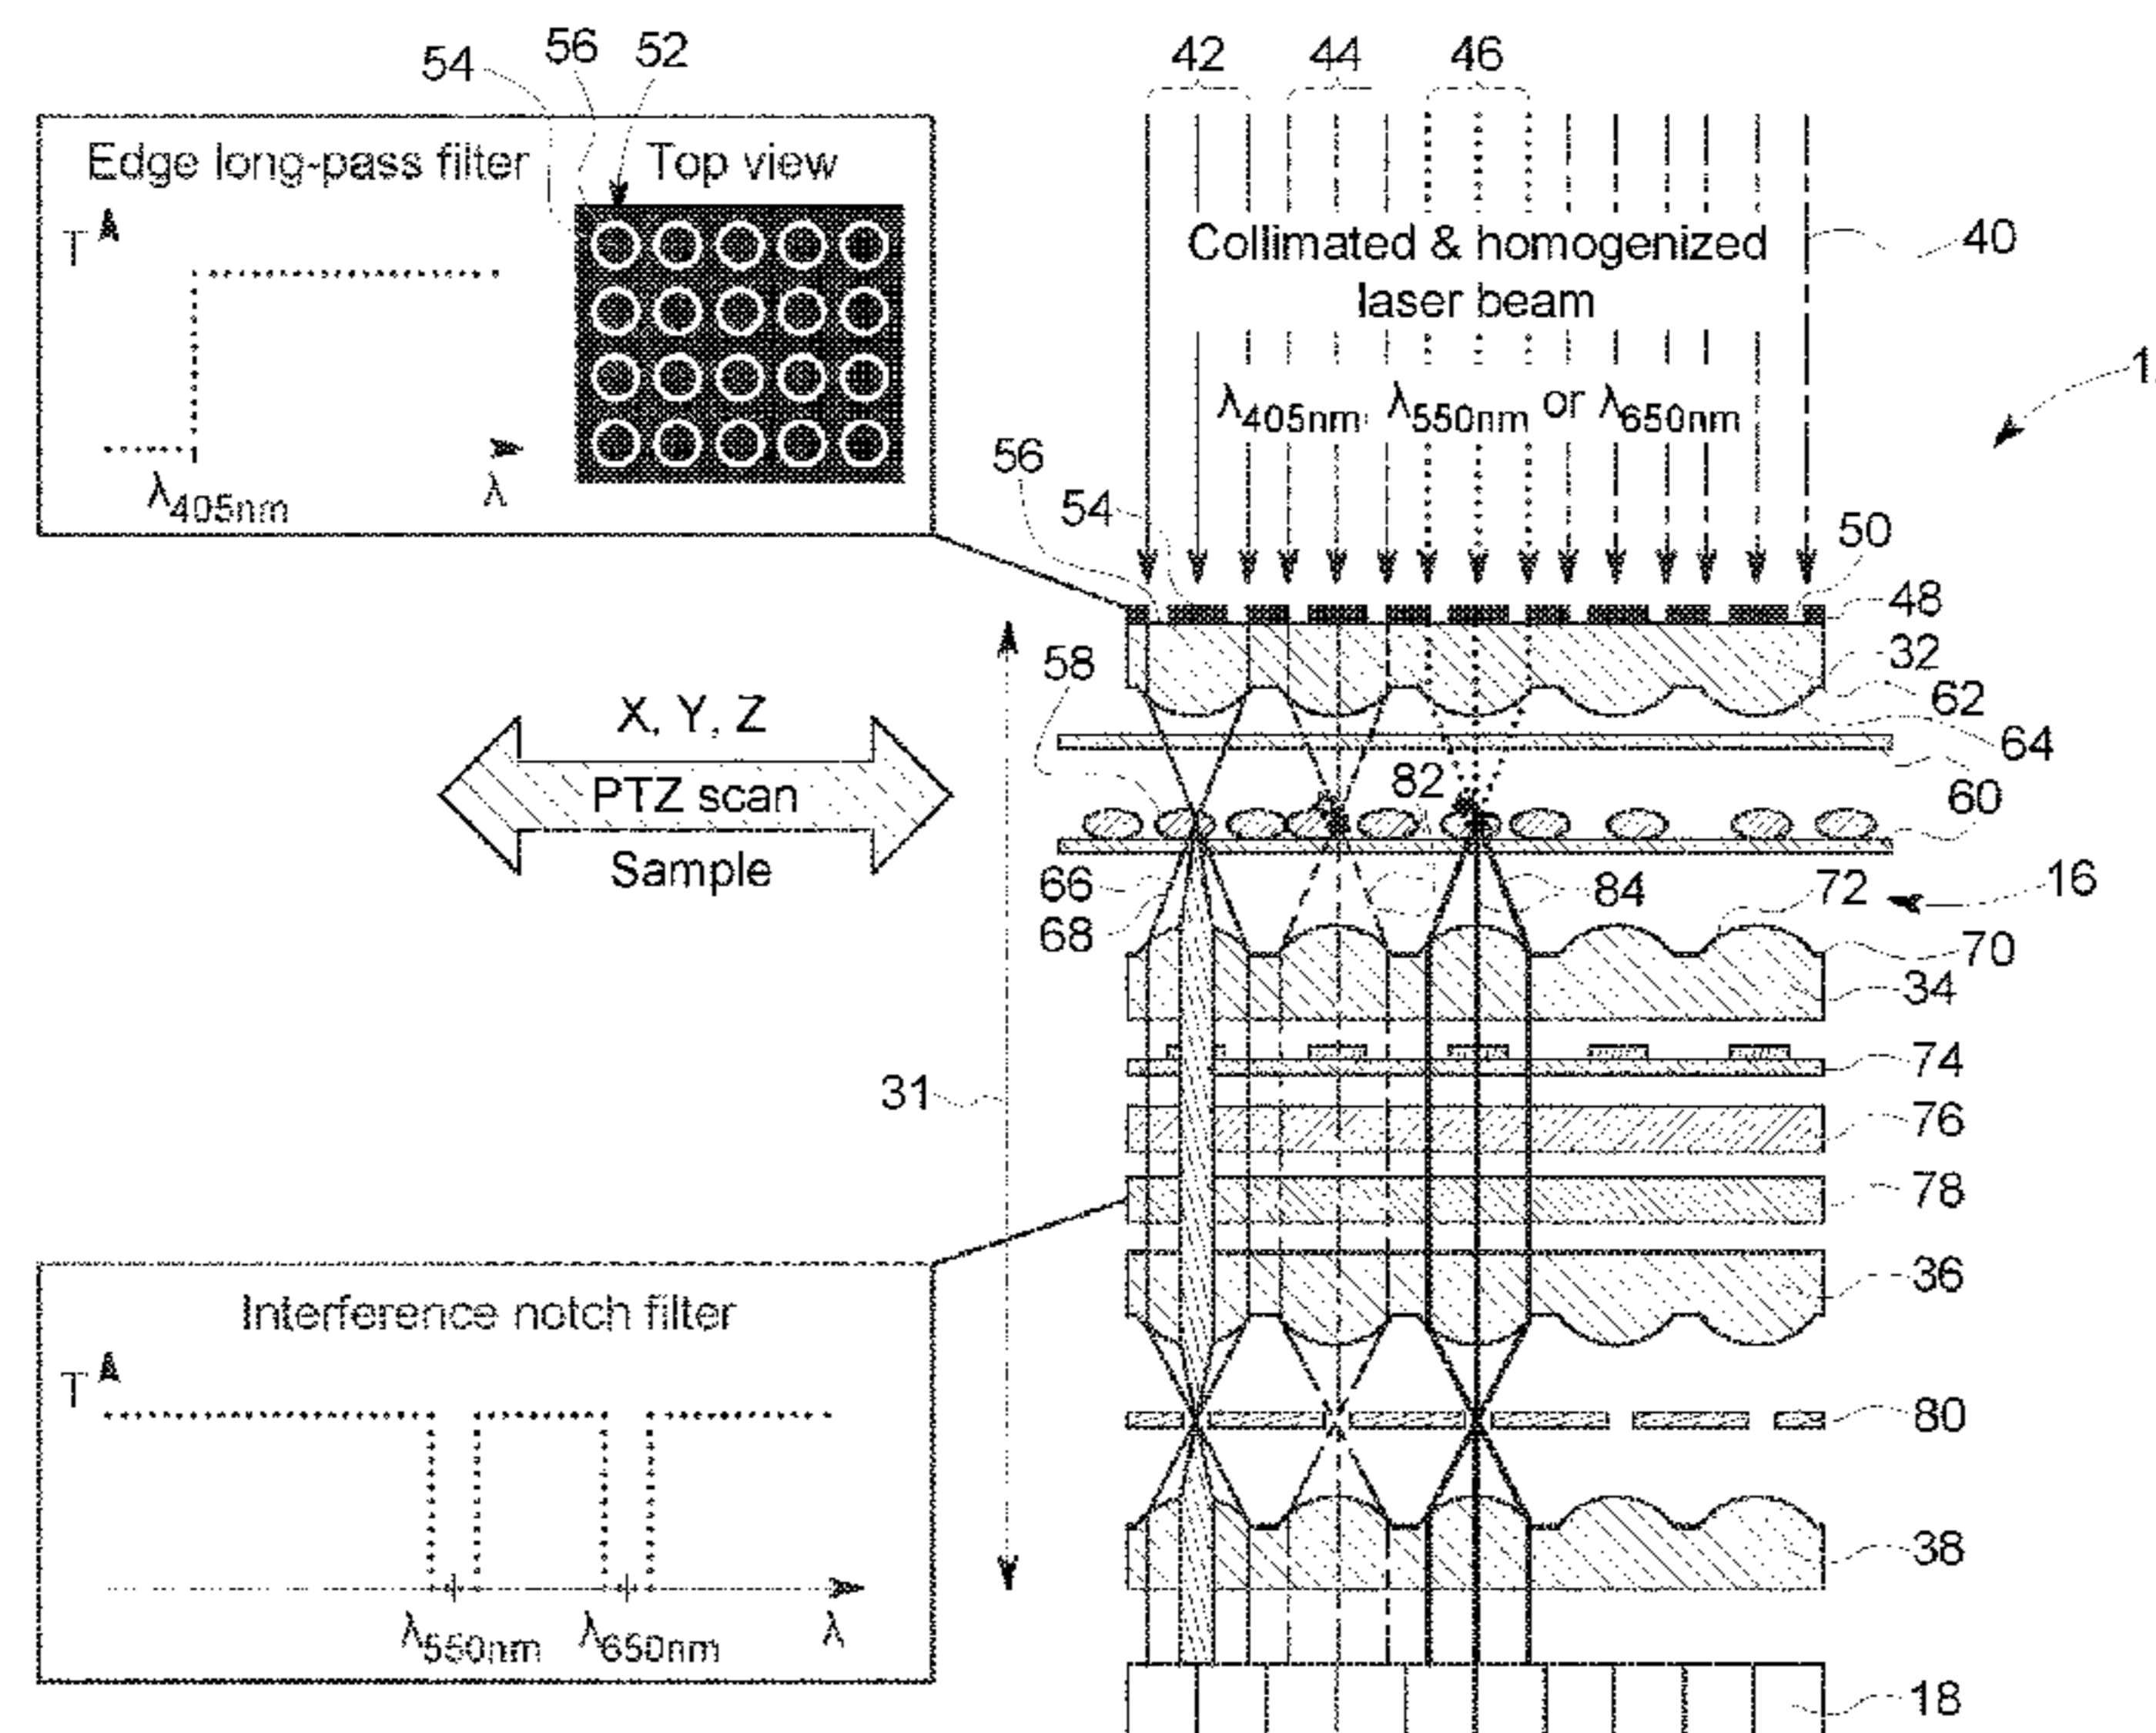 54 56 52
42 44 46
Edge long-pass filter Top view
T
λ405nm λ
Collimated & homogenized
laser beam
40
λ405nm, λ550nm or λ650nm
1
56
54
50
48
58
32
62
64
X, Y, Z
PTZ scan
Sample
82
60
66
68
84
72
16
70
34
31
74
76
78
36
Interference notch filter
T
λ550nm λ650nm λ
80
38
18